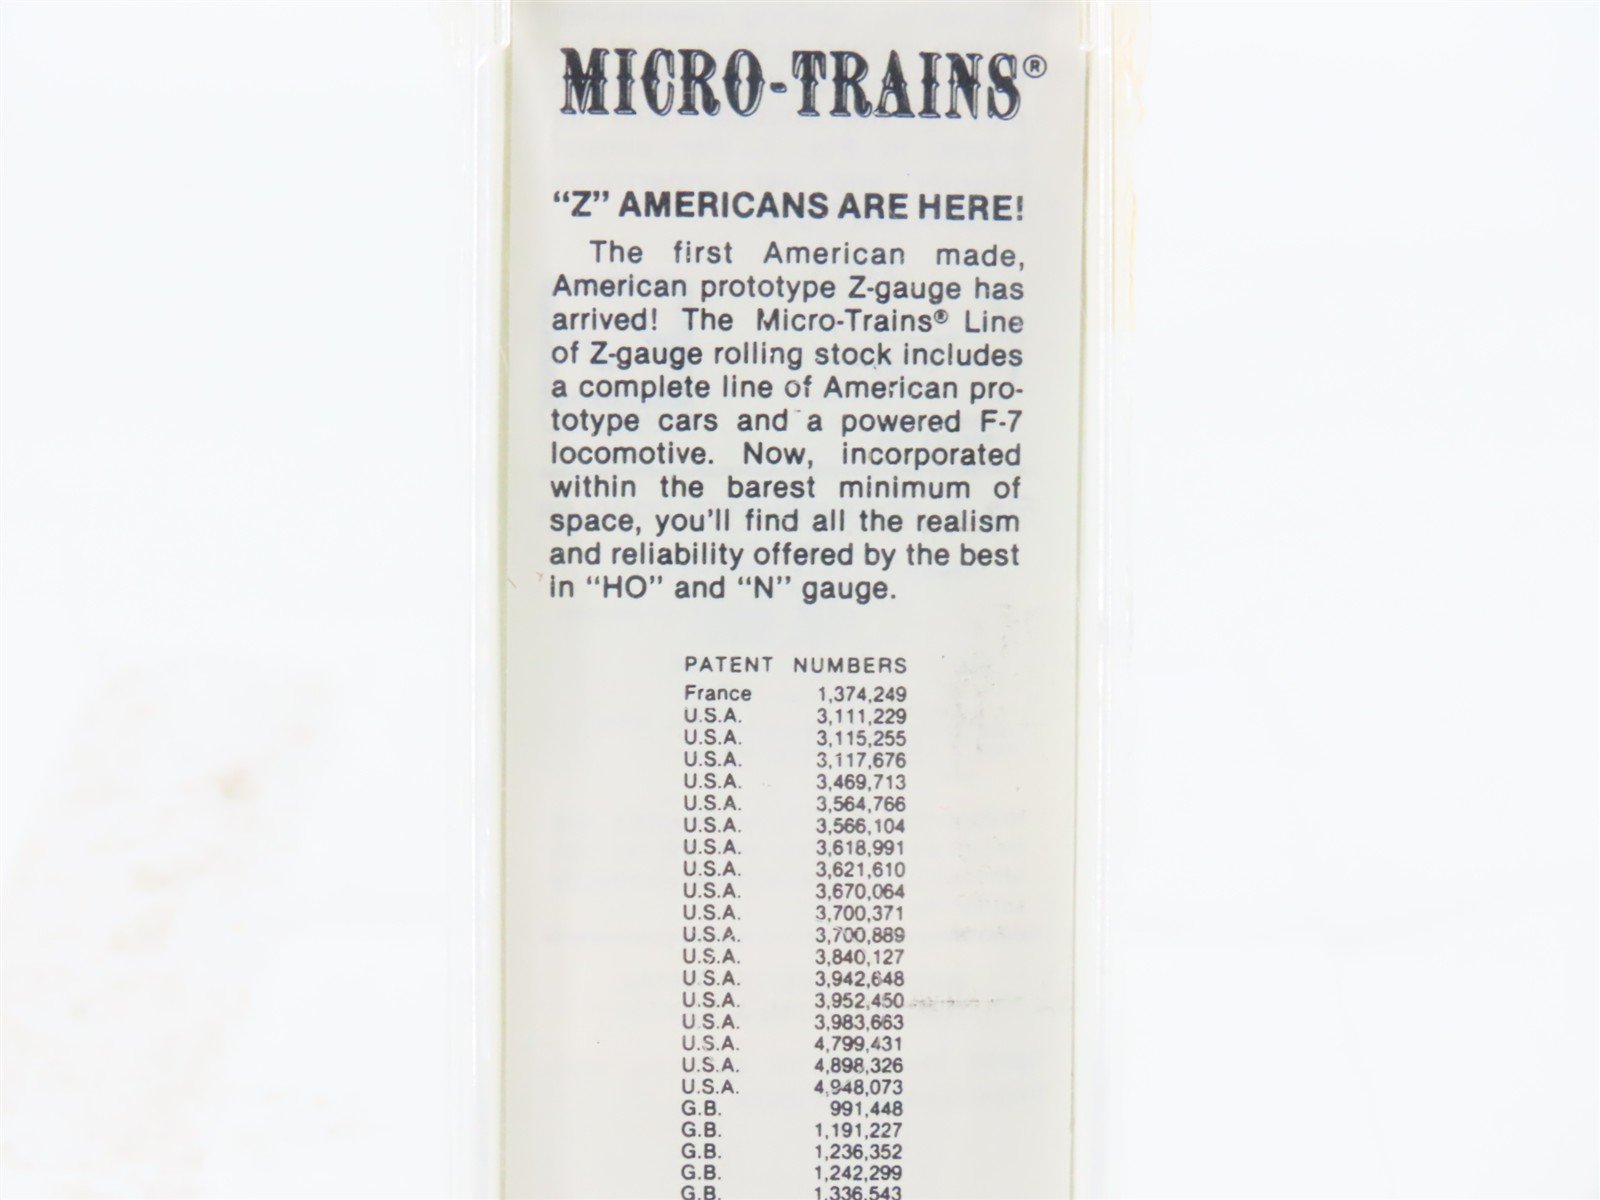 MICRO-TRAINS®
“Z” AMERICANS ARE HERE!
The first American made,
American prototype Z-gauge has
arrived! The Micro-Trains® Line
of Z-gauge rolling stock includes
a complete line of American pro-
totype cars and a powered F-7
locomotive. Now, incorporated
within the barest minimum of
space, you'll find all the realism
and reliability offered by the best
in “HO” and “N” gauge.
PATENT NUMBERS
France 1,374,249
U.S.A. 3,111,229
U.S.A. 3,115,255
U.S.A. 3,117,676
U.S.A. 3,469,713
U.S.A. 3,564,766
U.S.A. 3,566,104
U.S.A. 3,618,991
U.S.A. 3,621,610
U.S.A. 3,670,064
U.S.A. 3,700,371
U.S.A. 3,700,889
U.S.A. 3,840,127
U.S.A. 3,942,648
U.S.A. 3,952,450
U.S.A. 3,983,663
U.S.A. 4,799,431
U.S.A. 4,898,326
U.S.A. 4,948,073
G.B. 991,448
G.B. 1,191,227
G.B. 1,236,352
G.B. 1,242,299
G.B. 1,336,543